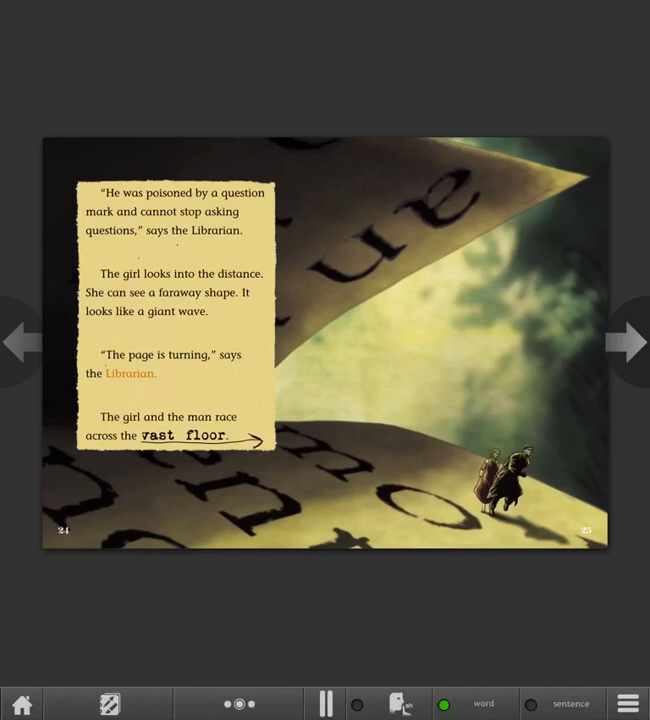 “He was poisoned by a question
mark and cannot stop asking
questions,” says the Librarian.
The girl looks into the distance.
She can see a faraway shape. It
looks like a giant wave.
“The page is turning,” says
the Librarian.
The girl and the man race
across the vast floor.
24
25
sh
word
sentence